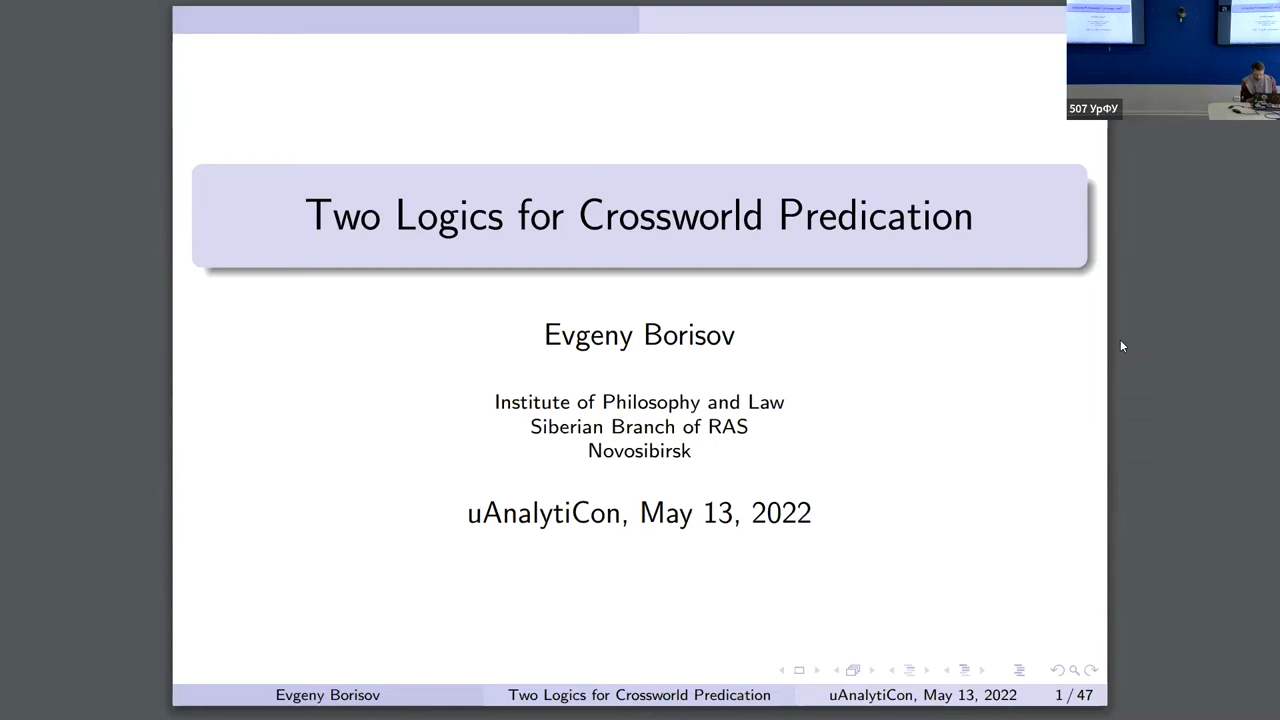 507 УрФУ
Two Logics for Crossworld Predication
Evgeny Borisov
Institute of Philosophy and Law
Siberian Branch of RAS
Novosibirsk
uAnalytiCon, May 13, 2022
Evgeny Borisov
Two Logics for Crossworld Predication
uAnalytiCon, May 13, 2022
1 / 47